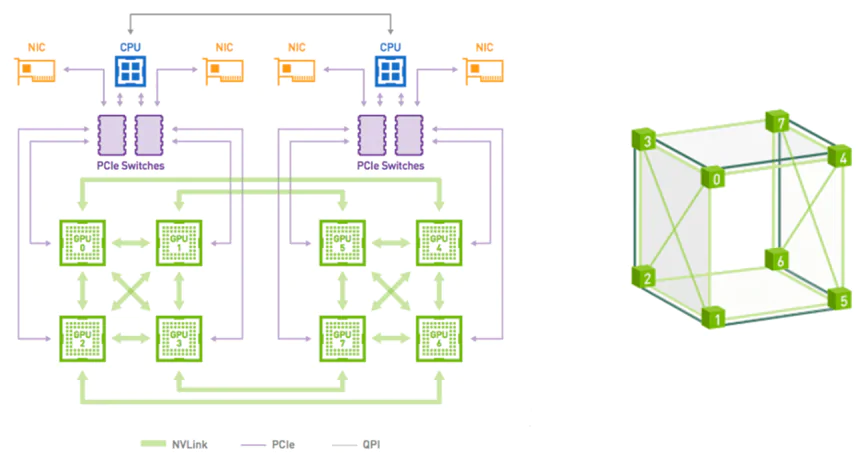 NIC
CPU
NIC
NIC
CPU
NIC
PCIe Switches
PCIe Switches
GPU
0
GPU
1
GPU
5
GPU
4
GPU
2
GPU
3
GPU
7
GPU
6
NVLink
PCIe
QPI
7
3
4
0
6
2
5
1